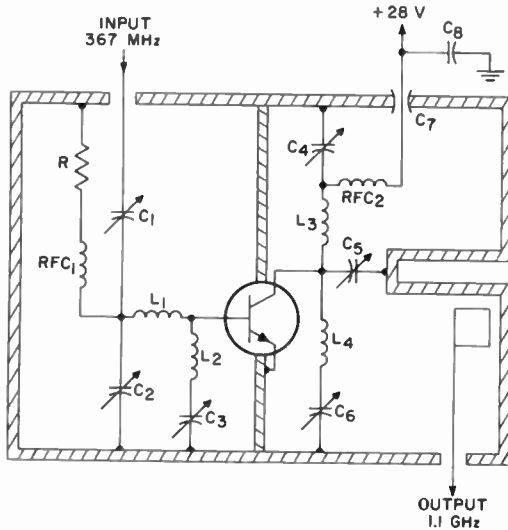 INPUT
367 MHz
+28 V
C8
C7
R
C4
C1
RFC2
L3
RFC1
C5
L1
L2
L4
C2
C3
C6
OUTPUT
1.1 GHz